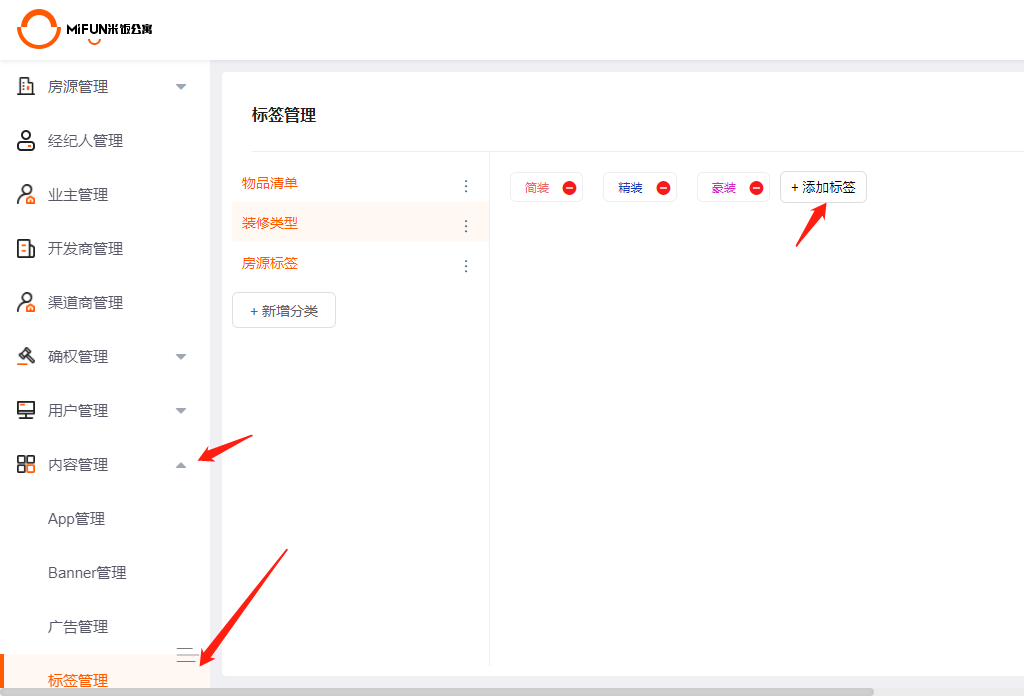 MiFUN米饭公寓
房源管理
经纪人管理
业主管理
开发商管理
渠道商管理
确权管理
用户管理
内容管理
App管理
Banner管理
广告管理
标签管理
标签管理
物品清单
装修类型
房源标签
+ 新增分类
简装
精装
豪装
+ 添加标签